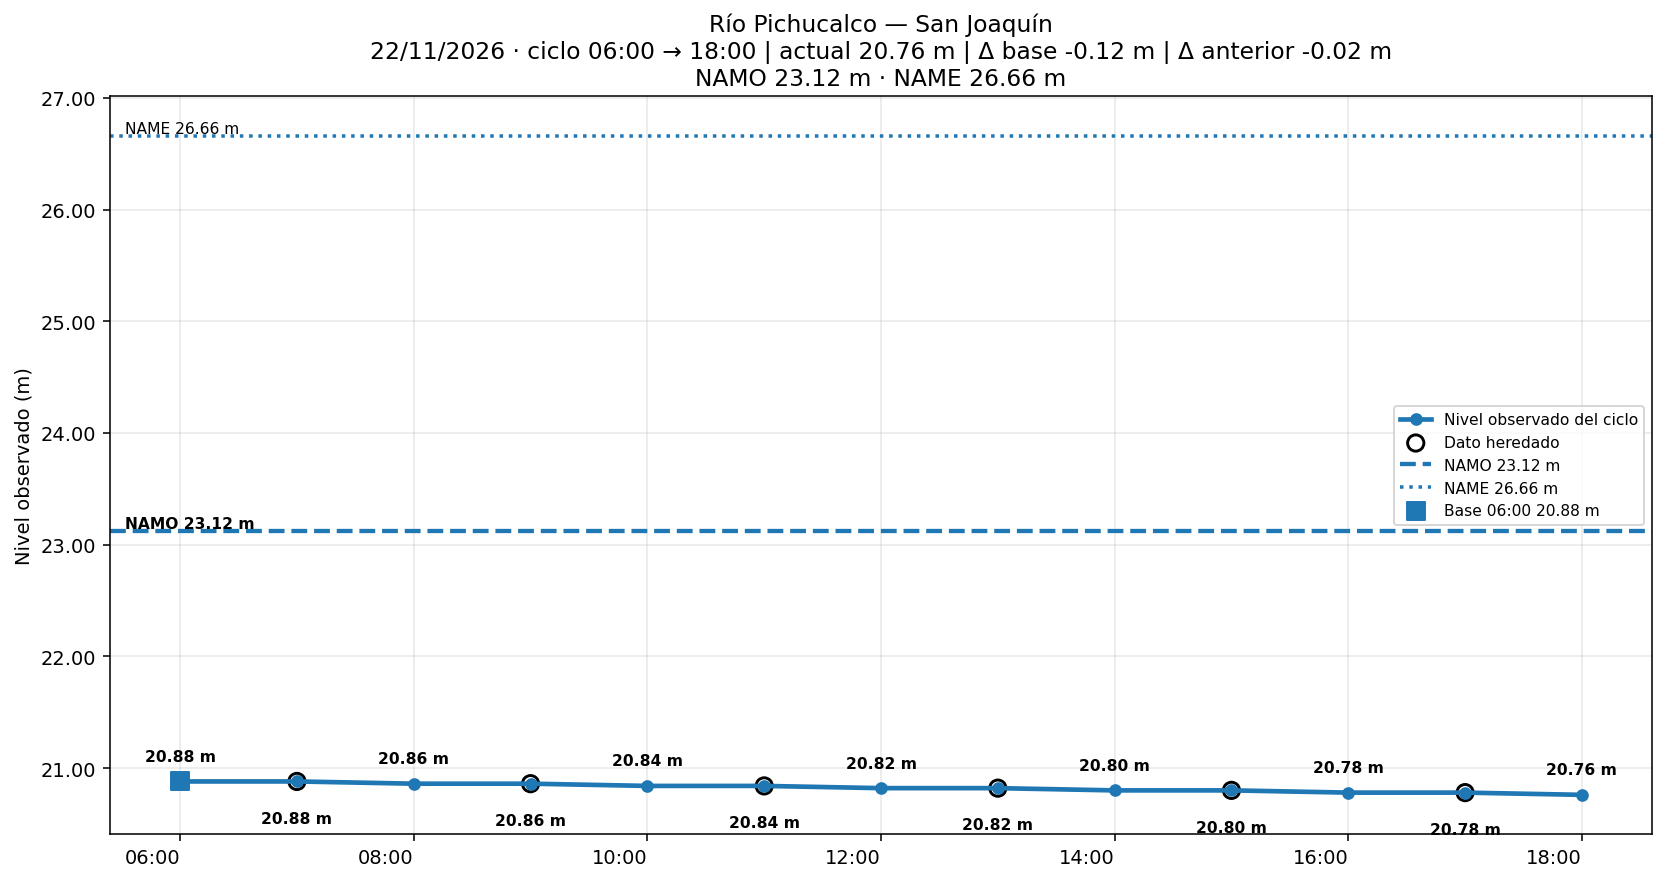 Río Pichucalco — San Joaquín
22/11/2026 · ciclo 06:00 → 18:00 | actual 20.76 m | Δ base -0.12 m | Δ anterior -0.02 m
NAMO 23.12 m · NAME 26.66 m
Nivel observado (m)
27.00
26.00
25.00
24.00
23.00
22.00
21.00
NAME 26.66 m
NAMO 23.12 m
Nivel observado del ciclo
Dato heredado
NAMO 23.12 m
NAME 26.66 m
Base 06:00 20.88 m
20.88 m
20.88 m
20.86 m
20.86 m
20.84 m
20.84 m
20.82 m
20.82 m
20.80 m
20.80 m
20.78 m
20.78 m
20.76 m
06:00
08:00
10:00
12:00
14:00
16:00
18:00